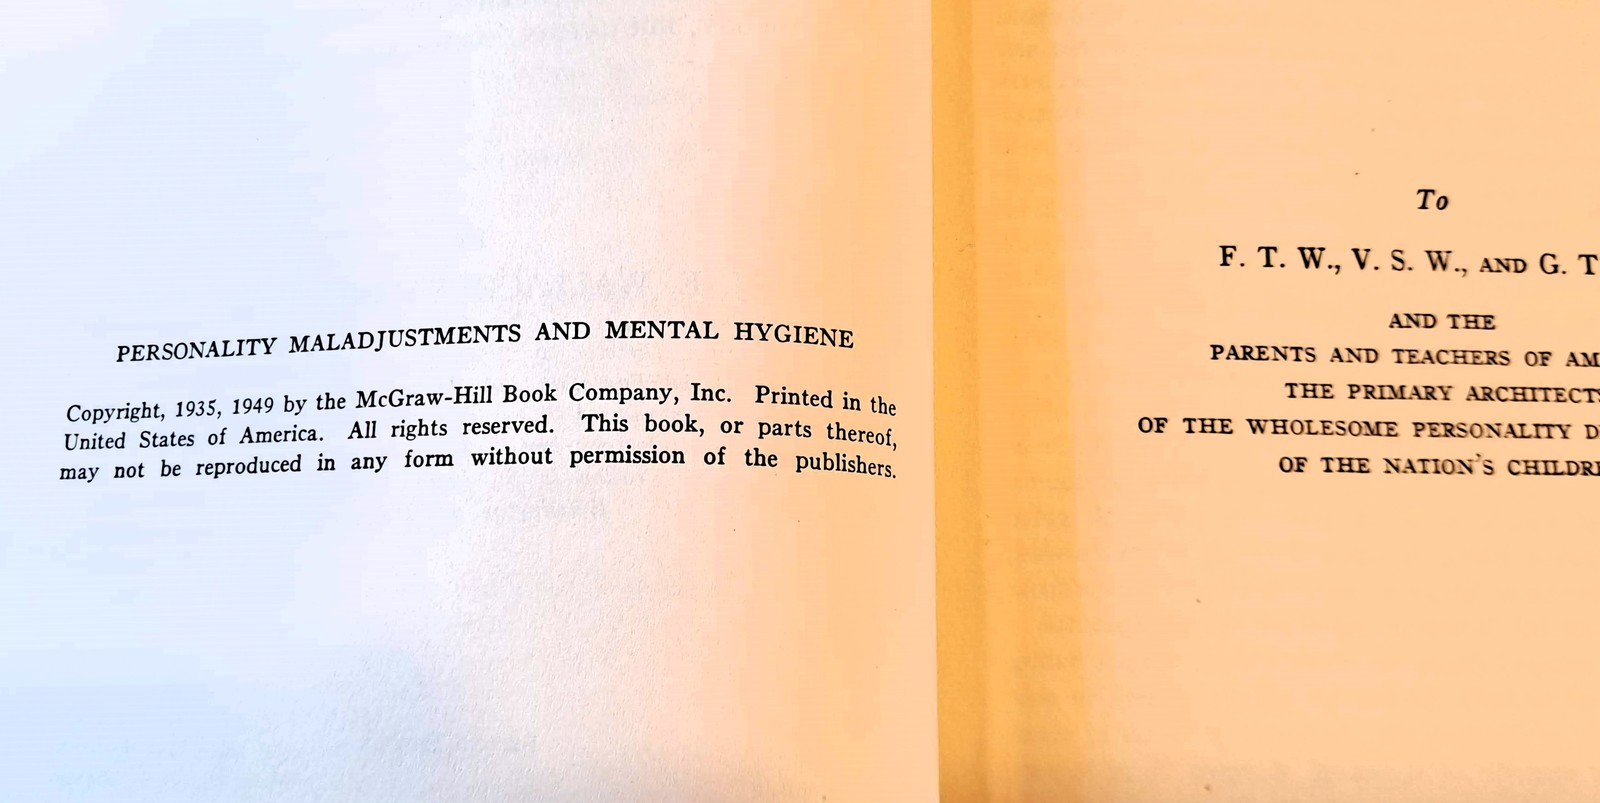 PERSONALITY MALADJUSTMENTS AND MENTAL HYGIENE
Copyright, 1935, 1949 by the McGraw-Hill Book Company, Inc. Printed in the
United States of America. All rights reserved. This book, or parts thereof,
may not be reproduced in any form without permission of the publishers.
To
F. T. W., V. S. W., AND G. T
AND THE
PARENTS AND TEACHERS OF
THE PRIMARY
OF THE WHOLESOME PERSONALITY
OF THE NATION'S